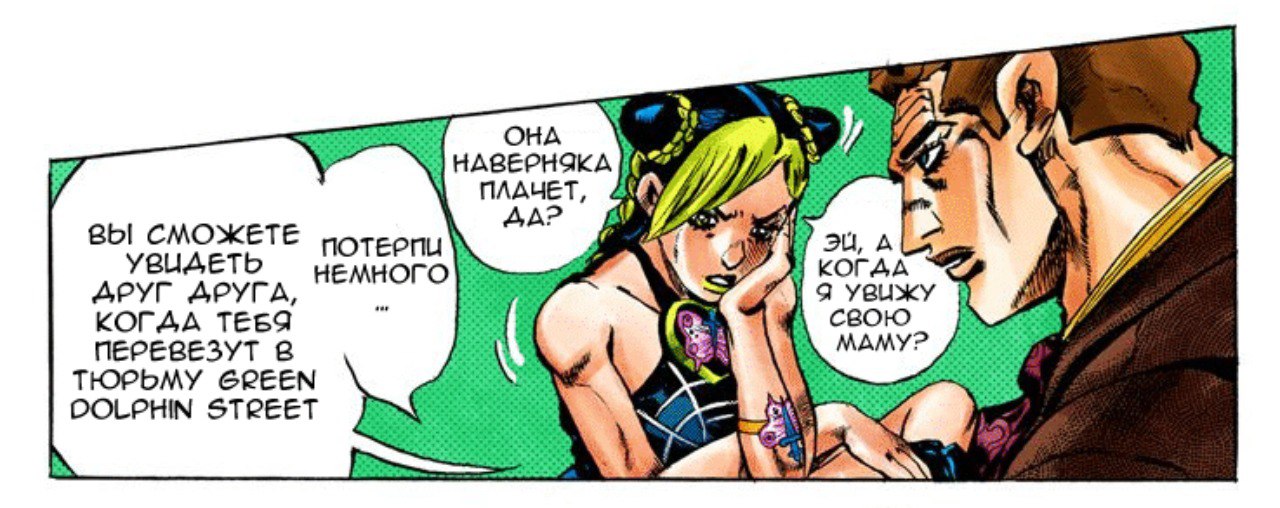 ЭЙ, А
КОГДА
Я УВИЖУ
СВОЮ
МАМУ?
ОНА
НАВЕРНЯКА
ПЛАЧЕТ,
ДА?
ПОТЕРПИ
НЕМНОГО
...
ВЫ СМОЖЕТЕ
УВИДЕТЬ
ДРУГ ДРУГА,
КОГДА ТЕБЯ
ПЕРЕВЕЗУТ В
ТЮРЬМУ GREEN
DOLPHIN STREET